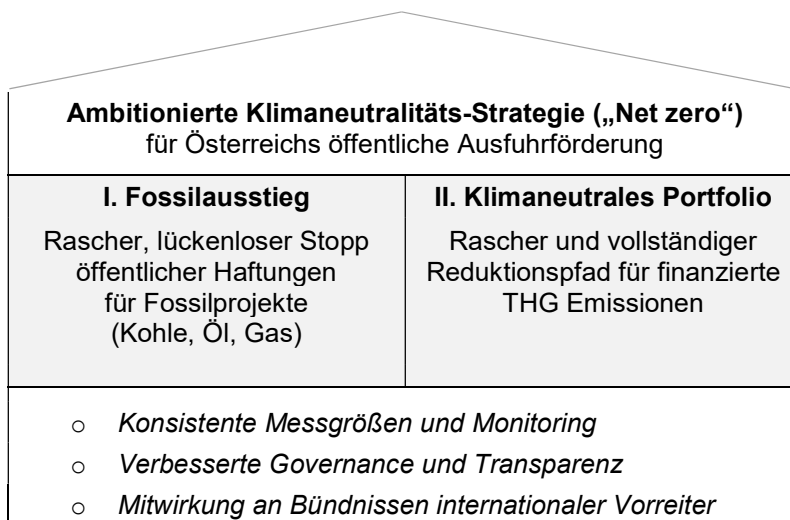 Ambitionierte Klimaneutralitäts-Strategie („Net zero“)
für Österreichs öffentliche Ausfuhrförderung
I. Fossilausstieg
Rascher, lückenloser Stopp
öffentlicher Haftungen
für Fossilprojekte
(Kohle, Öl, Gas)
II. Klimaneutrales Portfolio
Rascher und vollständiger
Reduktionspfad für finanzierte
THG Emissionen
o Konsistente Messgrößen und Monitoring
o Verbesserte Governance und Transparenz
o Mitwirkung an Bündnissen internationaler Vorreiter